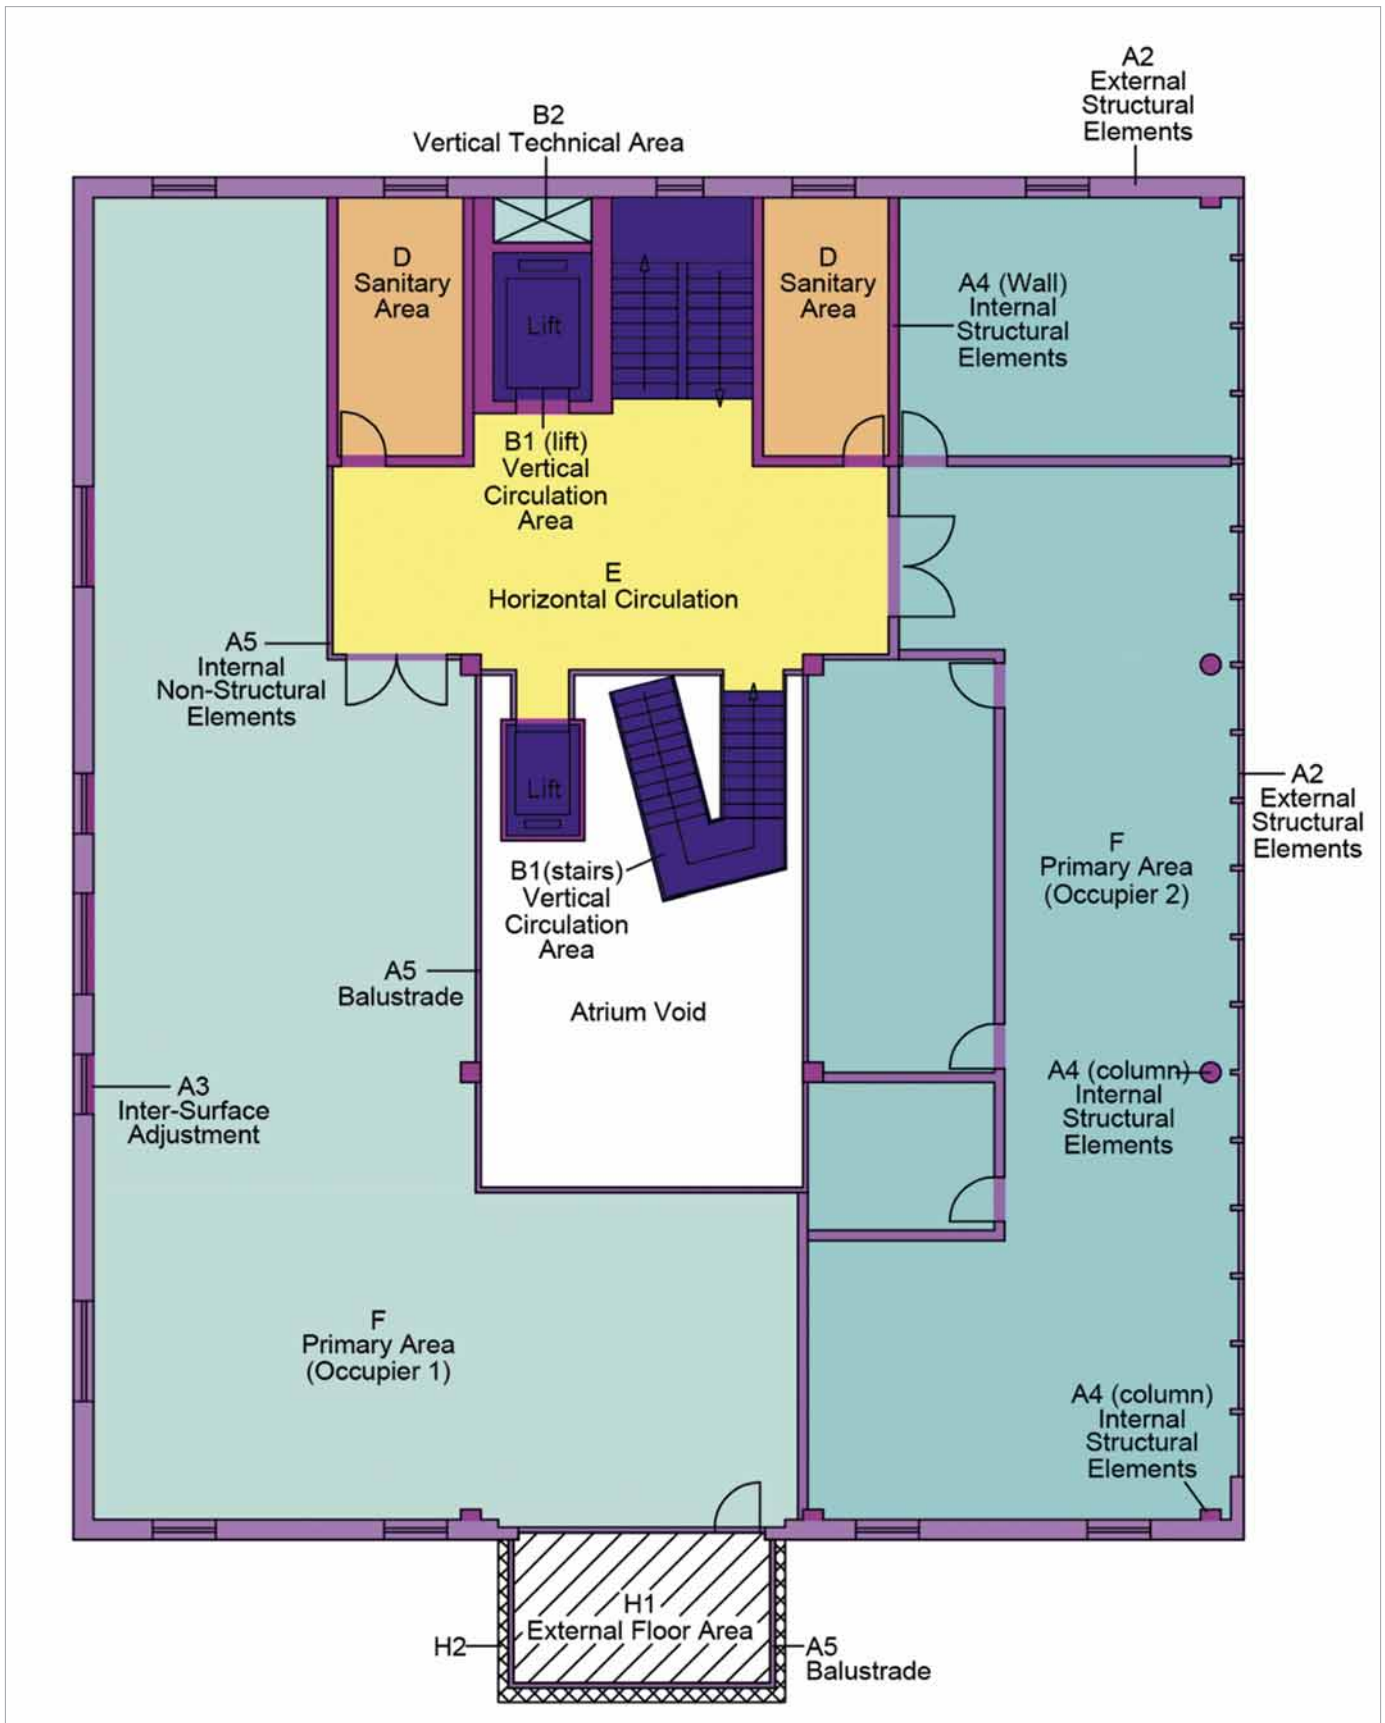 A2
External
Structural
Elements
B2
Vertical Technical Area
D
Sanitary
Area
Lift
D
Sanitary
Area
A4 (Wall)
Internal
Structural
Elements
B1 (lift)
Vertical
Circulation
Area
E
Horizontal Circulation
A5
Internal
Non-Structural
Elements
Lift
A2
External
Structural
Elements
F
Primary Area
(Occupier 2)
B1(stairs)
Vertical
Circulation
Area
A5
Balustrade
Atrium Void
A3
Inter-Surface
Adjustment
A4 (column)
Internal
Structural
Elements
F
Primary Area
(Occupier 1)
A4 (column)
Internal
Structural
Elements
H1
External Floor Area
H2
A5
Balustrade